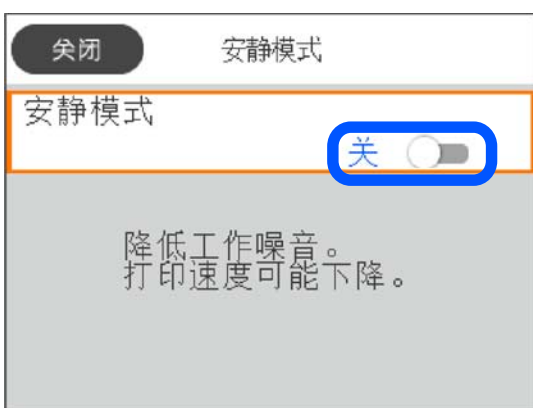 关闭
安静模式
安静模式
关
降低工作噪音。
打印速度可能下降。